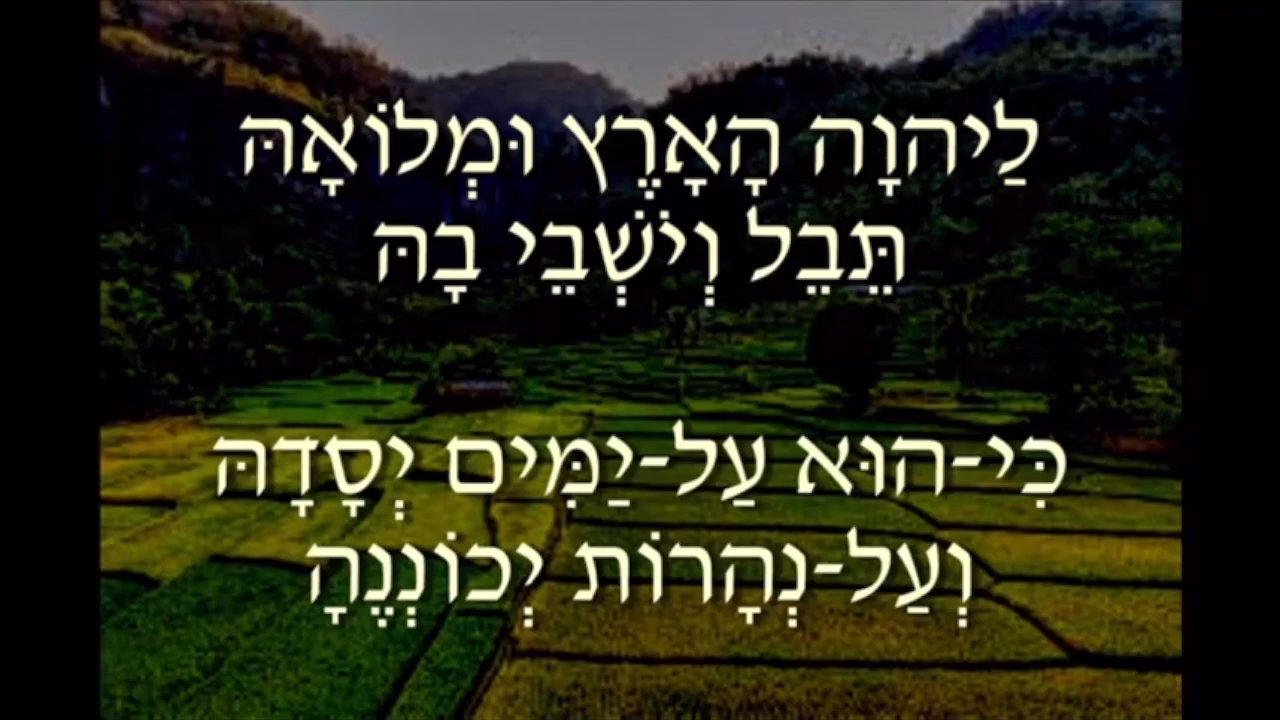 לַיהוָה הָאָרֶץ וּמְלוֹאָהּ
תֵּבֵל וְיֹשְׁבֵי בָהּ
כִּי-הוּא עַל-יַמִּים יְסָדָהּ
וְעַל-נְהָרוֹת יְכוֹנְנֶהָ